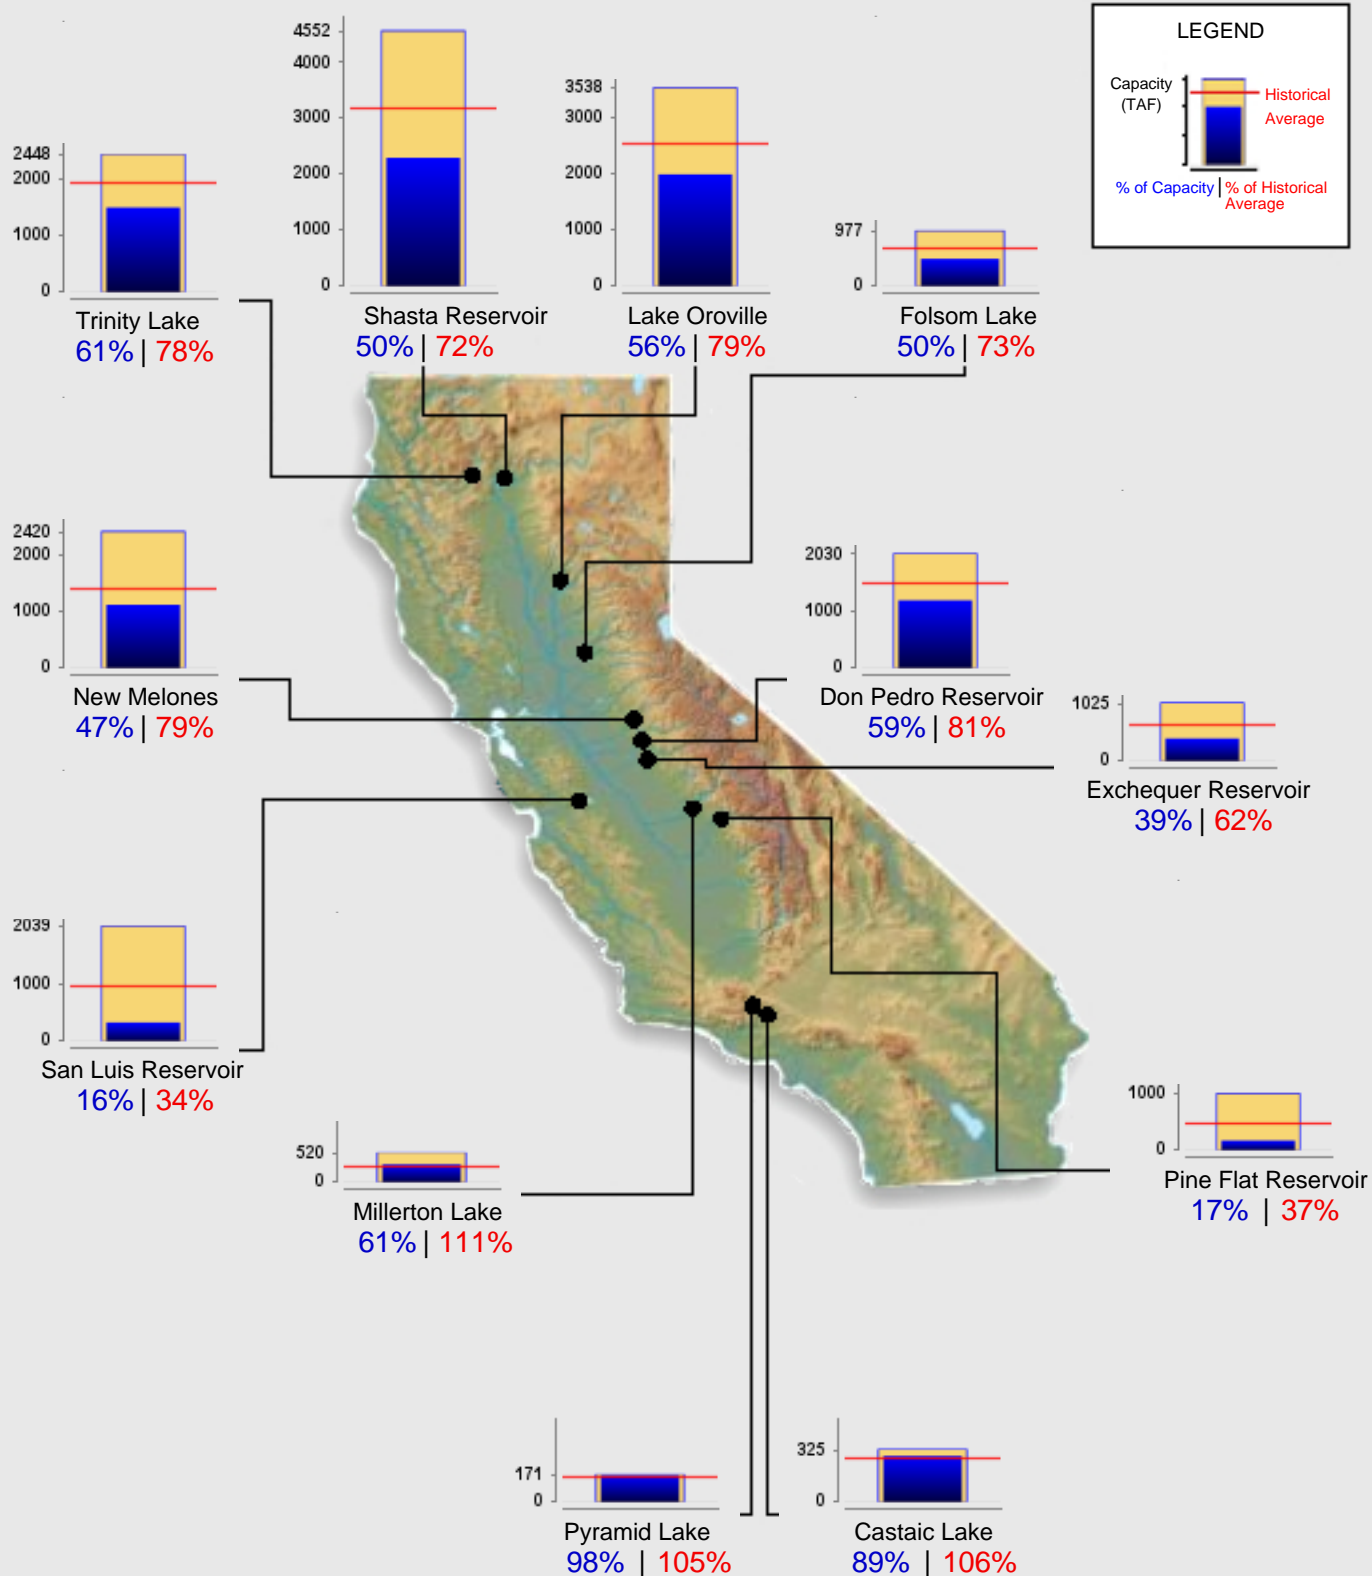 LEGEND
Capacity
(TAF)
Historical
Average
% of Capacity | % of Historical
Average
4552
4000
3000
2000
1000
0
Shasta Reservoir
50% | 72%
3538
3000
2000
1000
0
Lake Oroville
56% | 79%
2448
2000
1000
0
Trinity Lake
61% | 78%
977
0
Folsom Lake
50% | 73%
2420
2000
1000
0
New Melones
47% | 79%
2030
1000
0
Don Pedro Reservoir
59% | 81%
1025
0
Exchequer Reservoir
39% | 62%
2039
1000
0
San Luis Reservoir
16% | 34%
520
0
Millerton Lake
61% | 111%
1000
0
Pine Flat Reservoir
17% | 37%
171
0
Pyramid Lake
98% | 105%
325
0
Castaic Lake
89% | 106%